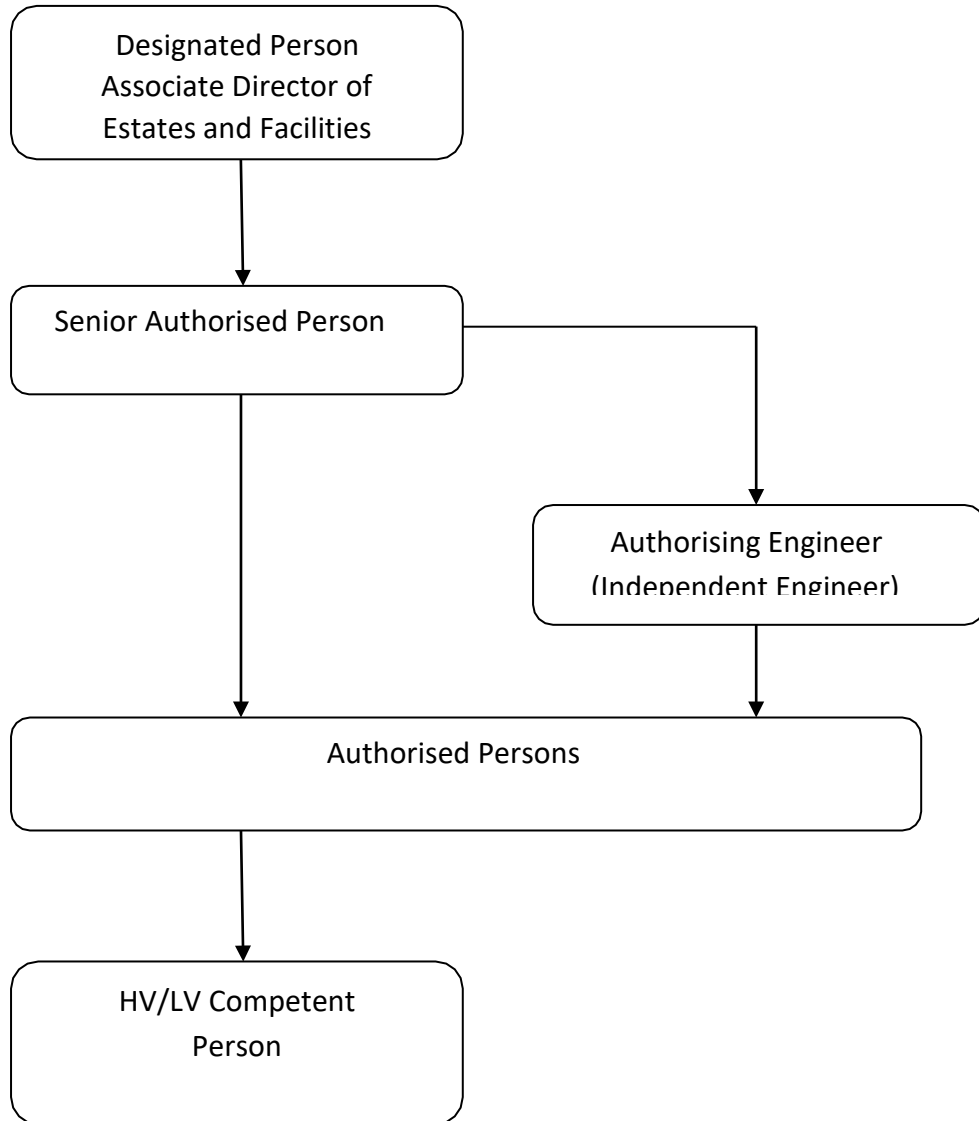 Designated Person
Associate Director of
Estates and Facilities
Senior Authorised Person
Authorising Engineer
(Independent Engineer)
Authorised Persons
HV/LV Competent
Person